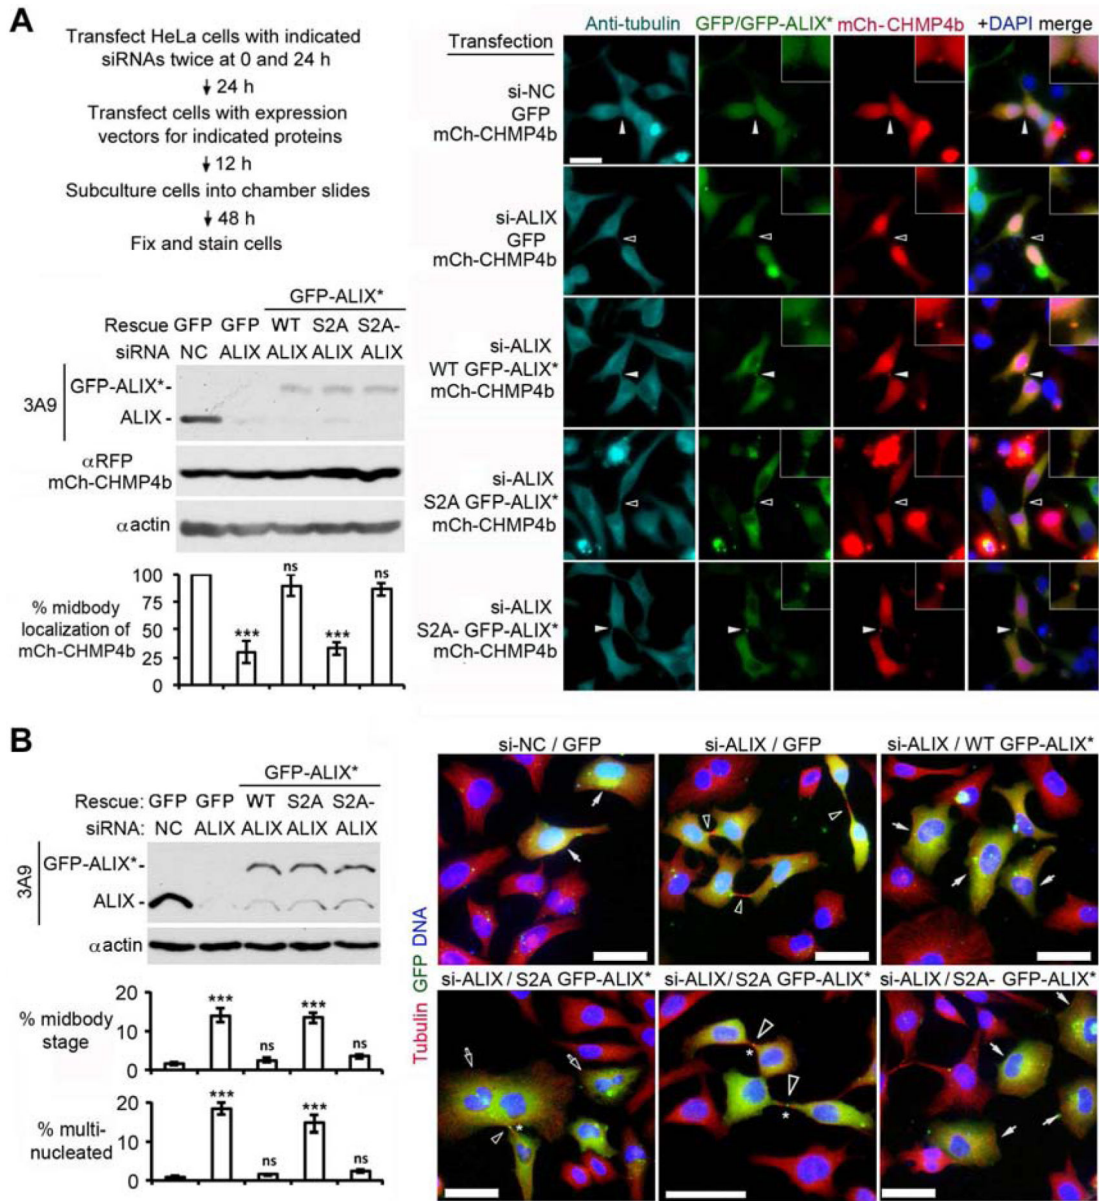 A
Transfect HeLa cells with indicated
siRNAs twice at 0 and 24 h
24 h
Transfect cells with expression
vectors for indicated proteins
12 h
Subculture cells into chamber slides
48 h
Fix and stain cells
GFP-ALIX*
Rescue GFP GFP WT S2A S2A-
siRNA NC ALIX ALIX ALIX ALIX
3A9
GFP-ALIX* -
ALIX -
αRFP
mCh-CHMP4b
αactin
% midbody
localization of
mCh-CHMP4b
100
75
50
25
0
*** ns *** ns
Transfection
Anti-tubulin GFP/GFP-ALIX* mCh-CHMP4b +DAPI merge
si-NC
GFP
mCh-CHMP4b
si-ALIX
GFP
mCh-CHMP4b
si-ALIX
WT GFP-ALIX*
mCh-CHMP4b
si-ALIX
S2A GFP-ALIX*
mCh-CHMP4b
si-ALIX
S2A- GFP-ALIX*
mCh-CHMP4b
B
GFP-ALIX*
Rescue: GFP GFP WT S2A S2A-
siRNA: NC ALIX ALIX ALIX ALIX
3A9
GFP-ALIX* -
ALIX -
αactin
% midbody
stage
20
10
0
*** ns *** ns
% multi-
nucleated
20
10
0
*** ns *** ns
Tubulin GFP DNA
si-NC / GFP
si-ALIX / GFP
si-ALIX / WT GFP-ALIX*
si-ALIX / S2A GFP-ALIX*
*
si-ALIX/ S2A GFP-ALIX*
*
*
si-ALIX/ S2A- GFP-ALIX*